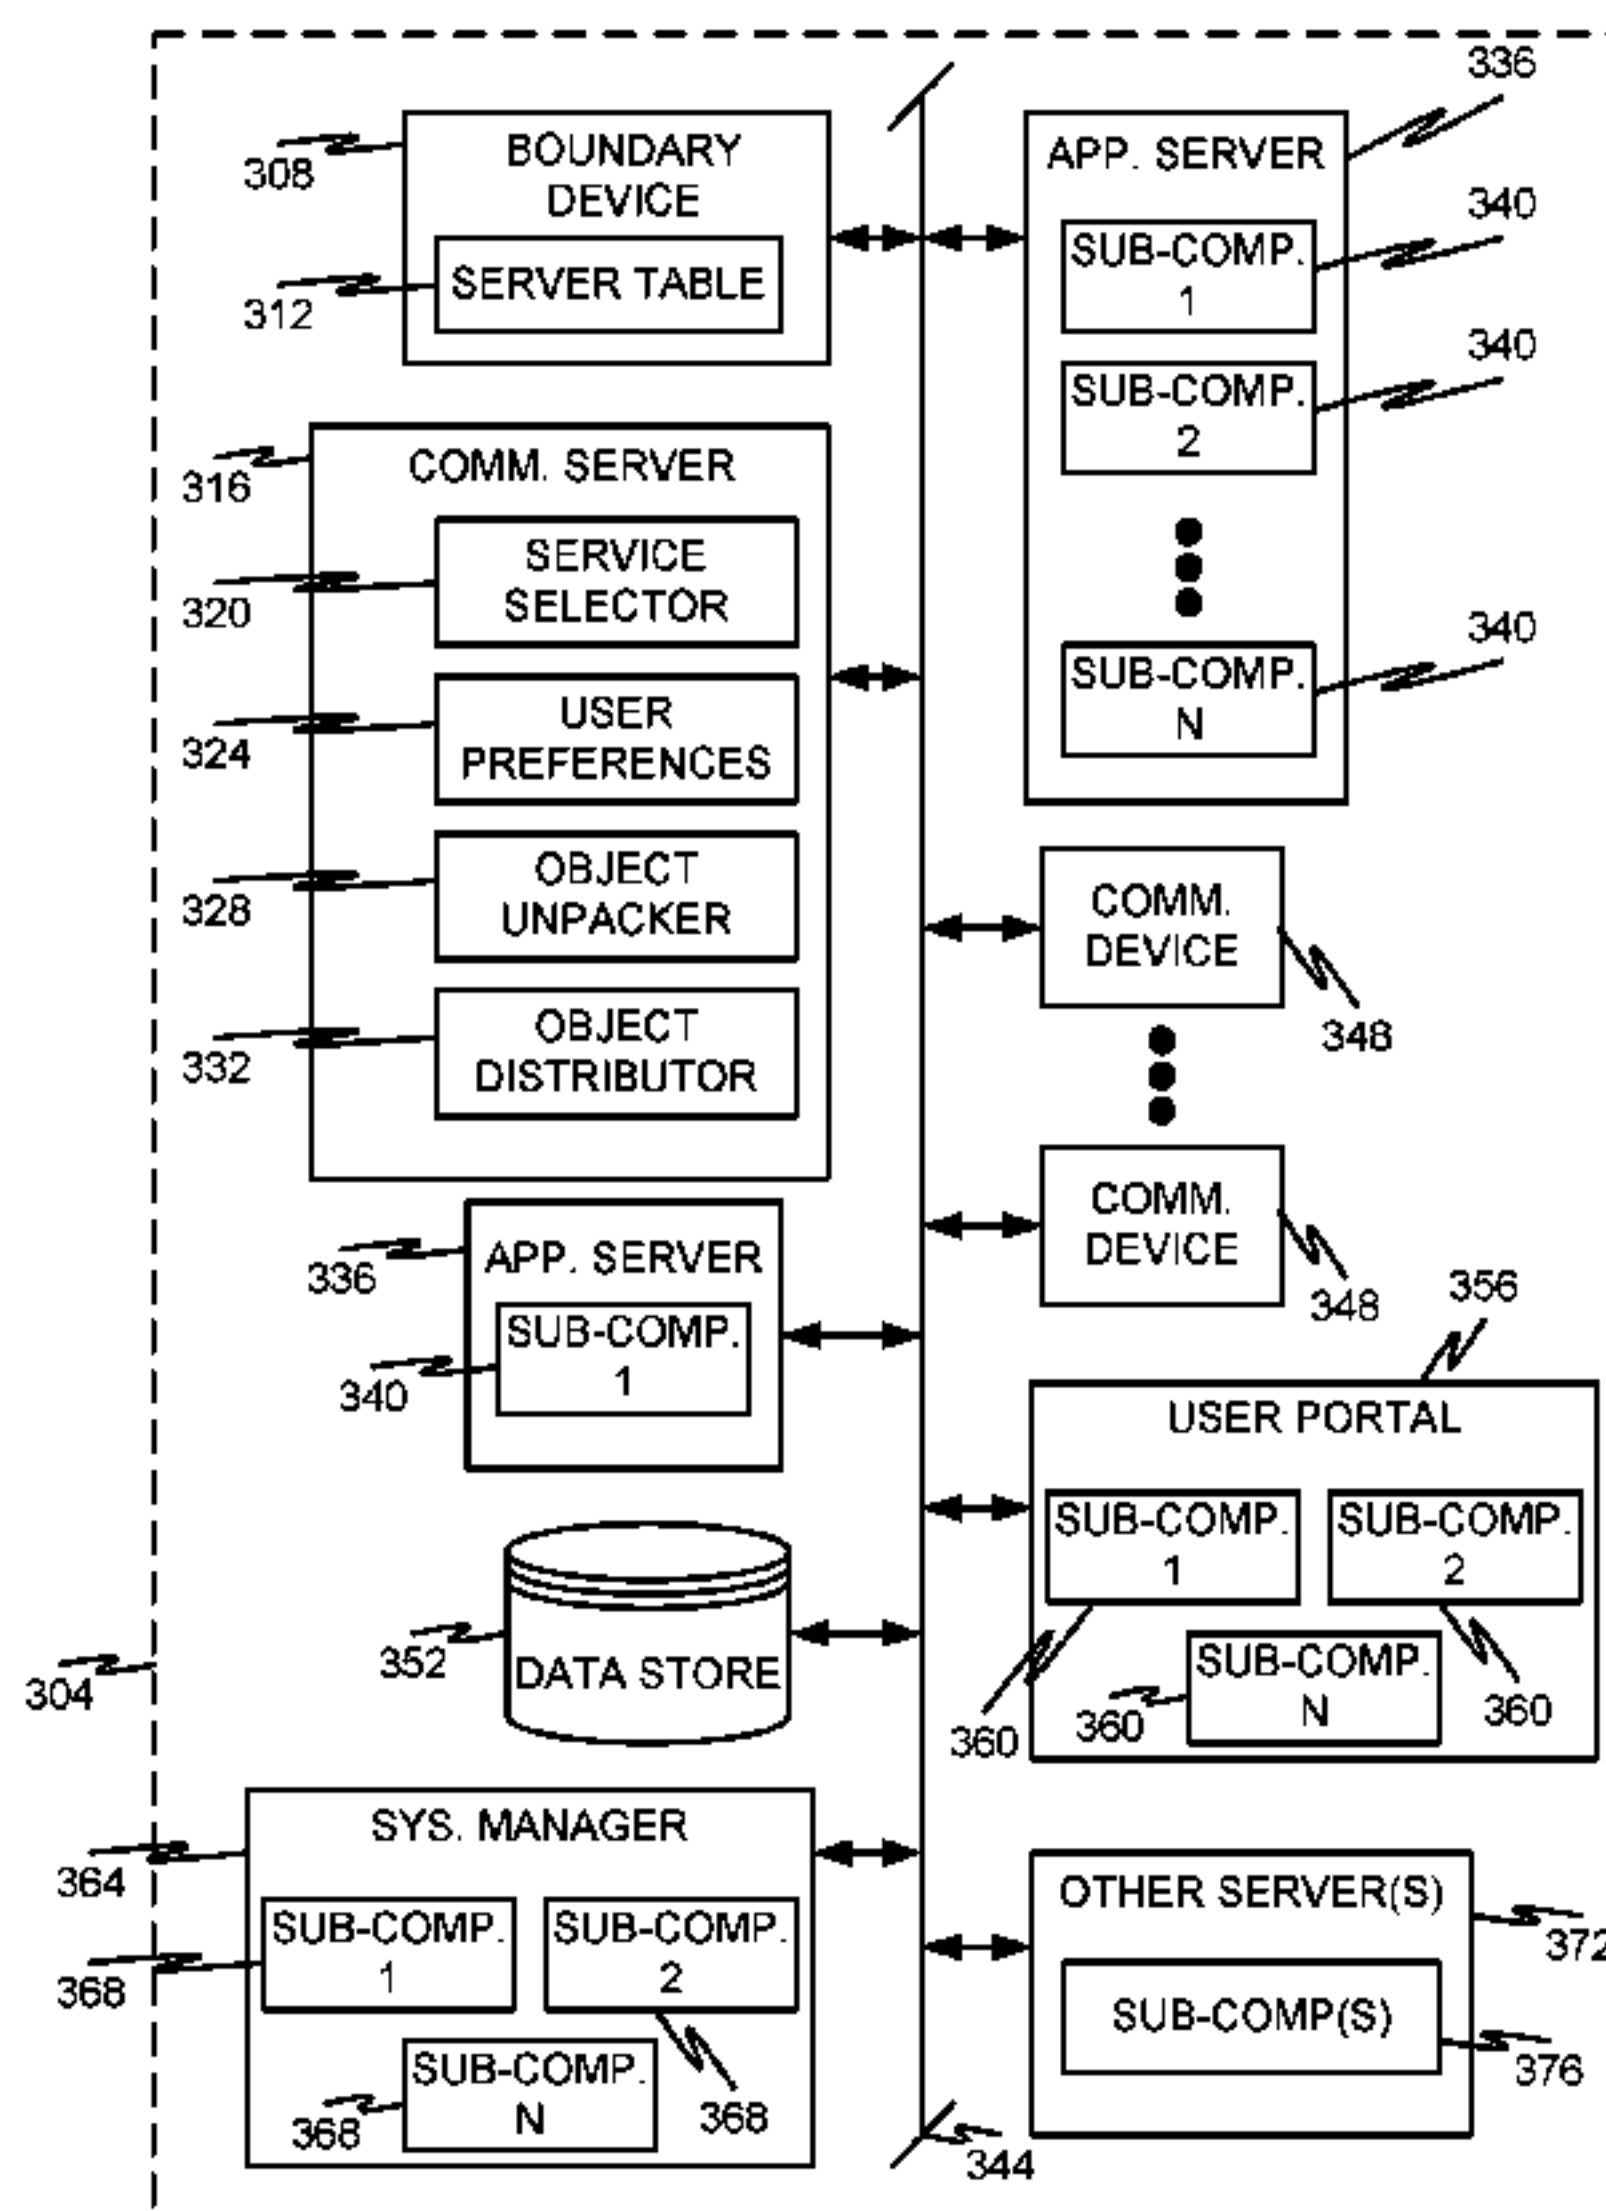 308
BOUNDARY
DEVICE
312
SERVER TABLE
316
COMM. SERVER
320
SERVICE
SELECTOR
324
USER
PREFERENCES
328
OBJECT
UNPACKER
332
OBJECT
DISTRIBUTOR
336
APP. SERVER
340
SUB-COMP.
1
352
DATA STORE
304
364
SYS. MANAGER
368
SUB-COMP.
1
SUB-COMP.
2
368
368
SUB-COMP.
N
344
336
APP. SERVER
340
SUB-COMP.
1
340
SUB-COMP.
2
340
SUB-COMP.
N
COMM.
DEVICE
348
COMM.
DEVICE
348
356
USER PORTAL
SUB-COMP.
1
SUB-COMP.
2
360
360
SUB-COMP.
N
360
OTHER SERVER(S)
372
SUB-COMP(S)
376